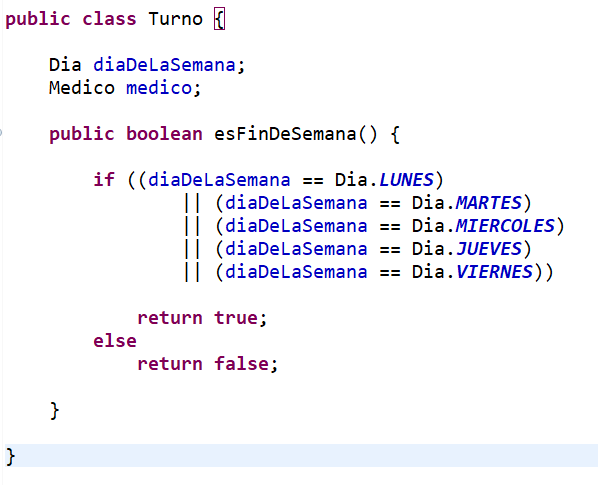 public class Turno {
Dia diaDeLaSemana;
Medico medico;
public boolean esFinDeSemana() {
if ((diaDeLaSemana == Dia.LUNES)
|| (diaDeLaSemana == Dia.MARTES)
|| (diaDeLaSemana == Dia.MIERCOLES)
|| (diaDeLaSemana == Dia.JUEVES)
|| (diaDeLaSemana == Dia.VIERNES))
return true;
else
return false;
}
}